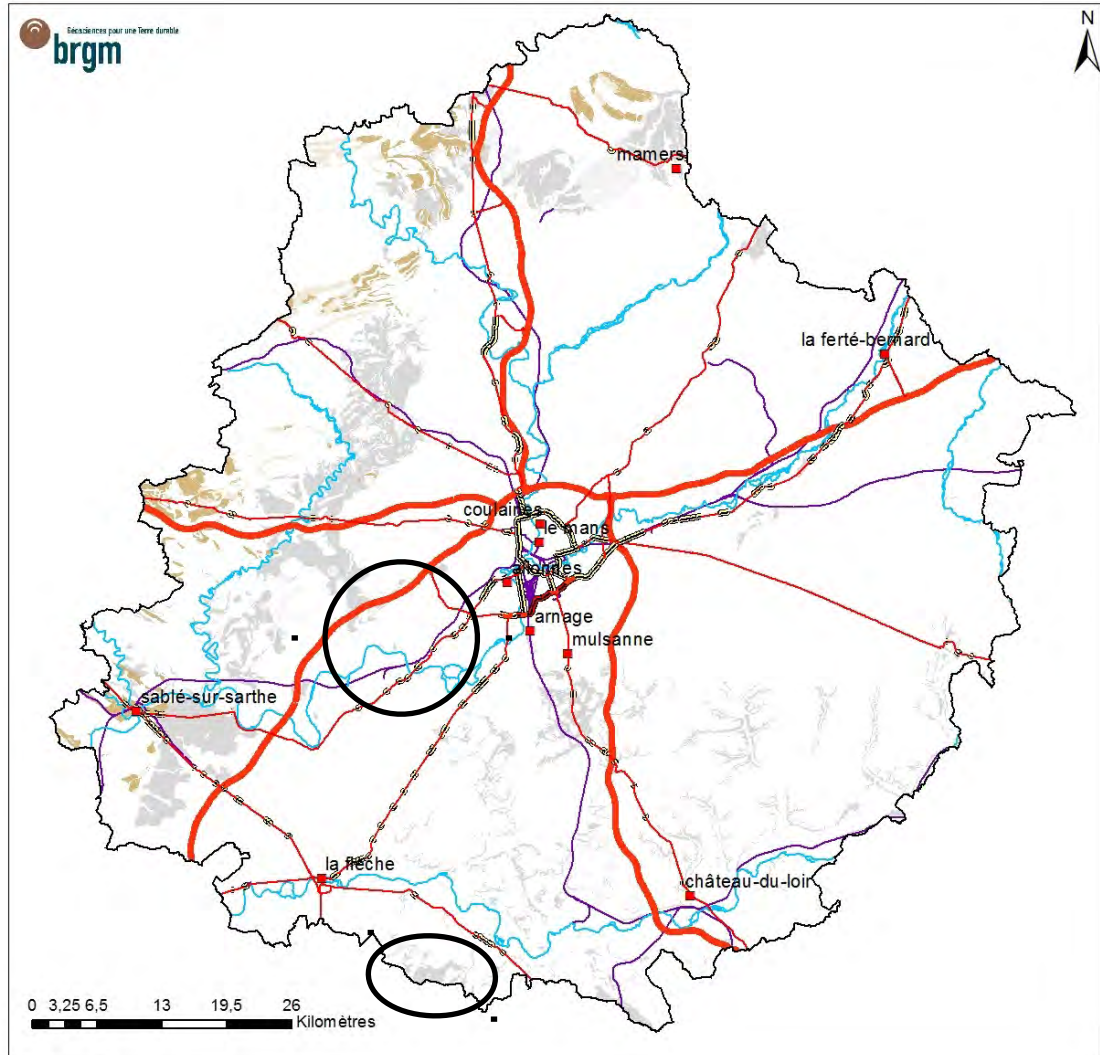 Géosciences pour une Terre durable
brgm
N
mamers
la ferté-bernard
coulaines
le mans
allonnes
arnage
mulsanne
sablé-sur-sarthe
la flèche
château-du-loir
0 3,25 6,5 13 19,5 26
Kilomètres